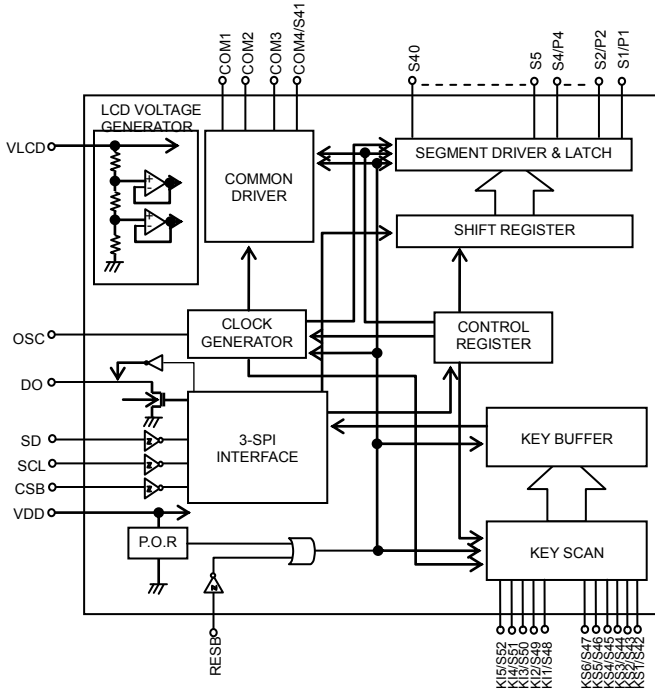 COM1
COM2
COM3
COM4/S41
S40
S5
S4/P4
S2/P2
S1/P1
LCD VOLTAGE
GENERATOR
VLCD
COMMON
DRIVER
SEGMENT DRIVER & LATCH
SHIFT REGISTER
OSC
CLOCK
GENERATOR
CONTROL
REGISTER
DO
SD
SCL
CSB
3-SPI
INTERFACE
KEY BUFFER
VDD
P.O.R
KEY SCAN
RESB
KI5/S52
KI4/S51
KI3/S50
KI2/S49
KI1/S48
KS6/S47
KS5/S46
KS4/S45
KS3/S44
KS2/S43
KS1/S42